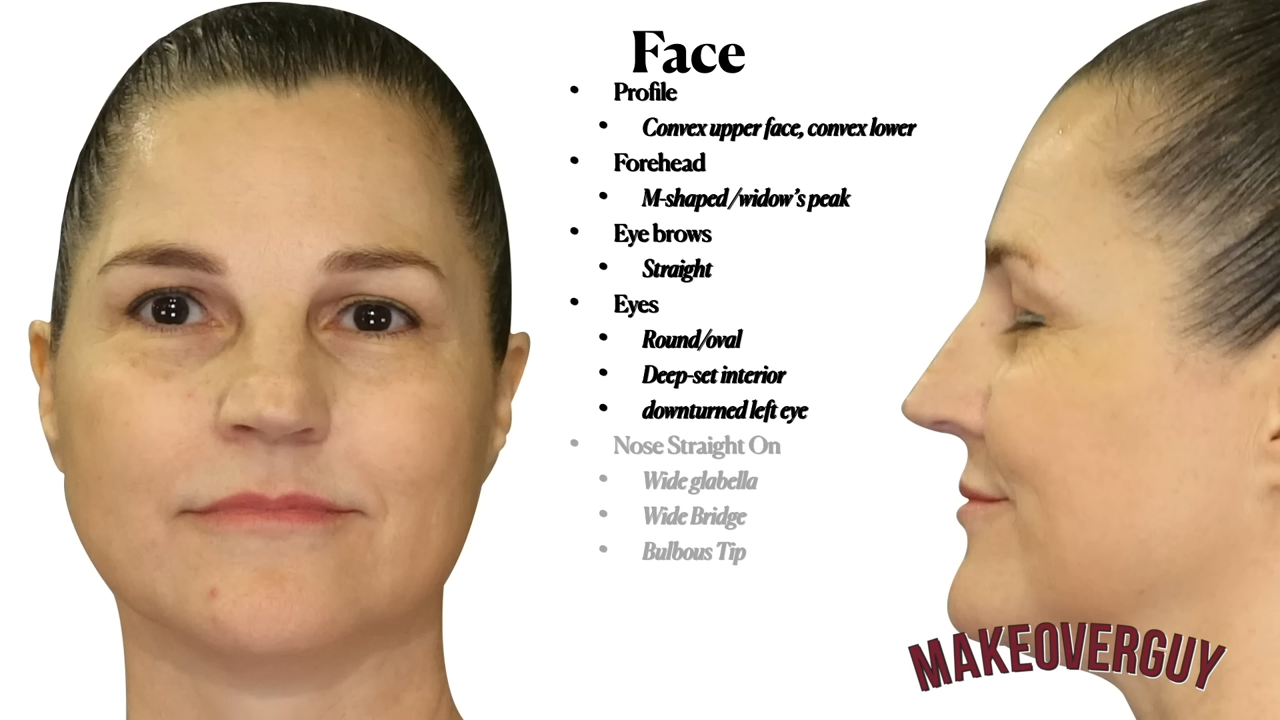 Face
• Profile
• Convex upper face, convex lower
• Forehead
• M-shaped/widow's peak
• Eye brows
• Straight
• Eyes
• Round/oval
• Deep-set interior
• downturned left eye
• Nose Straight On
• Wide glabella
• Wide Bridge
• Bulbous Tip
MAKEOVERGUY